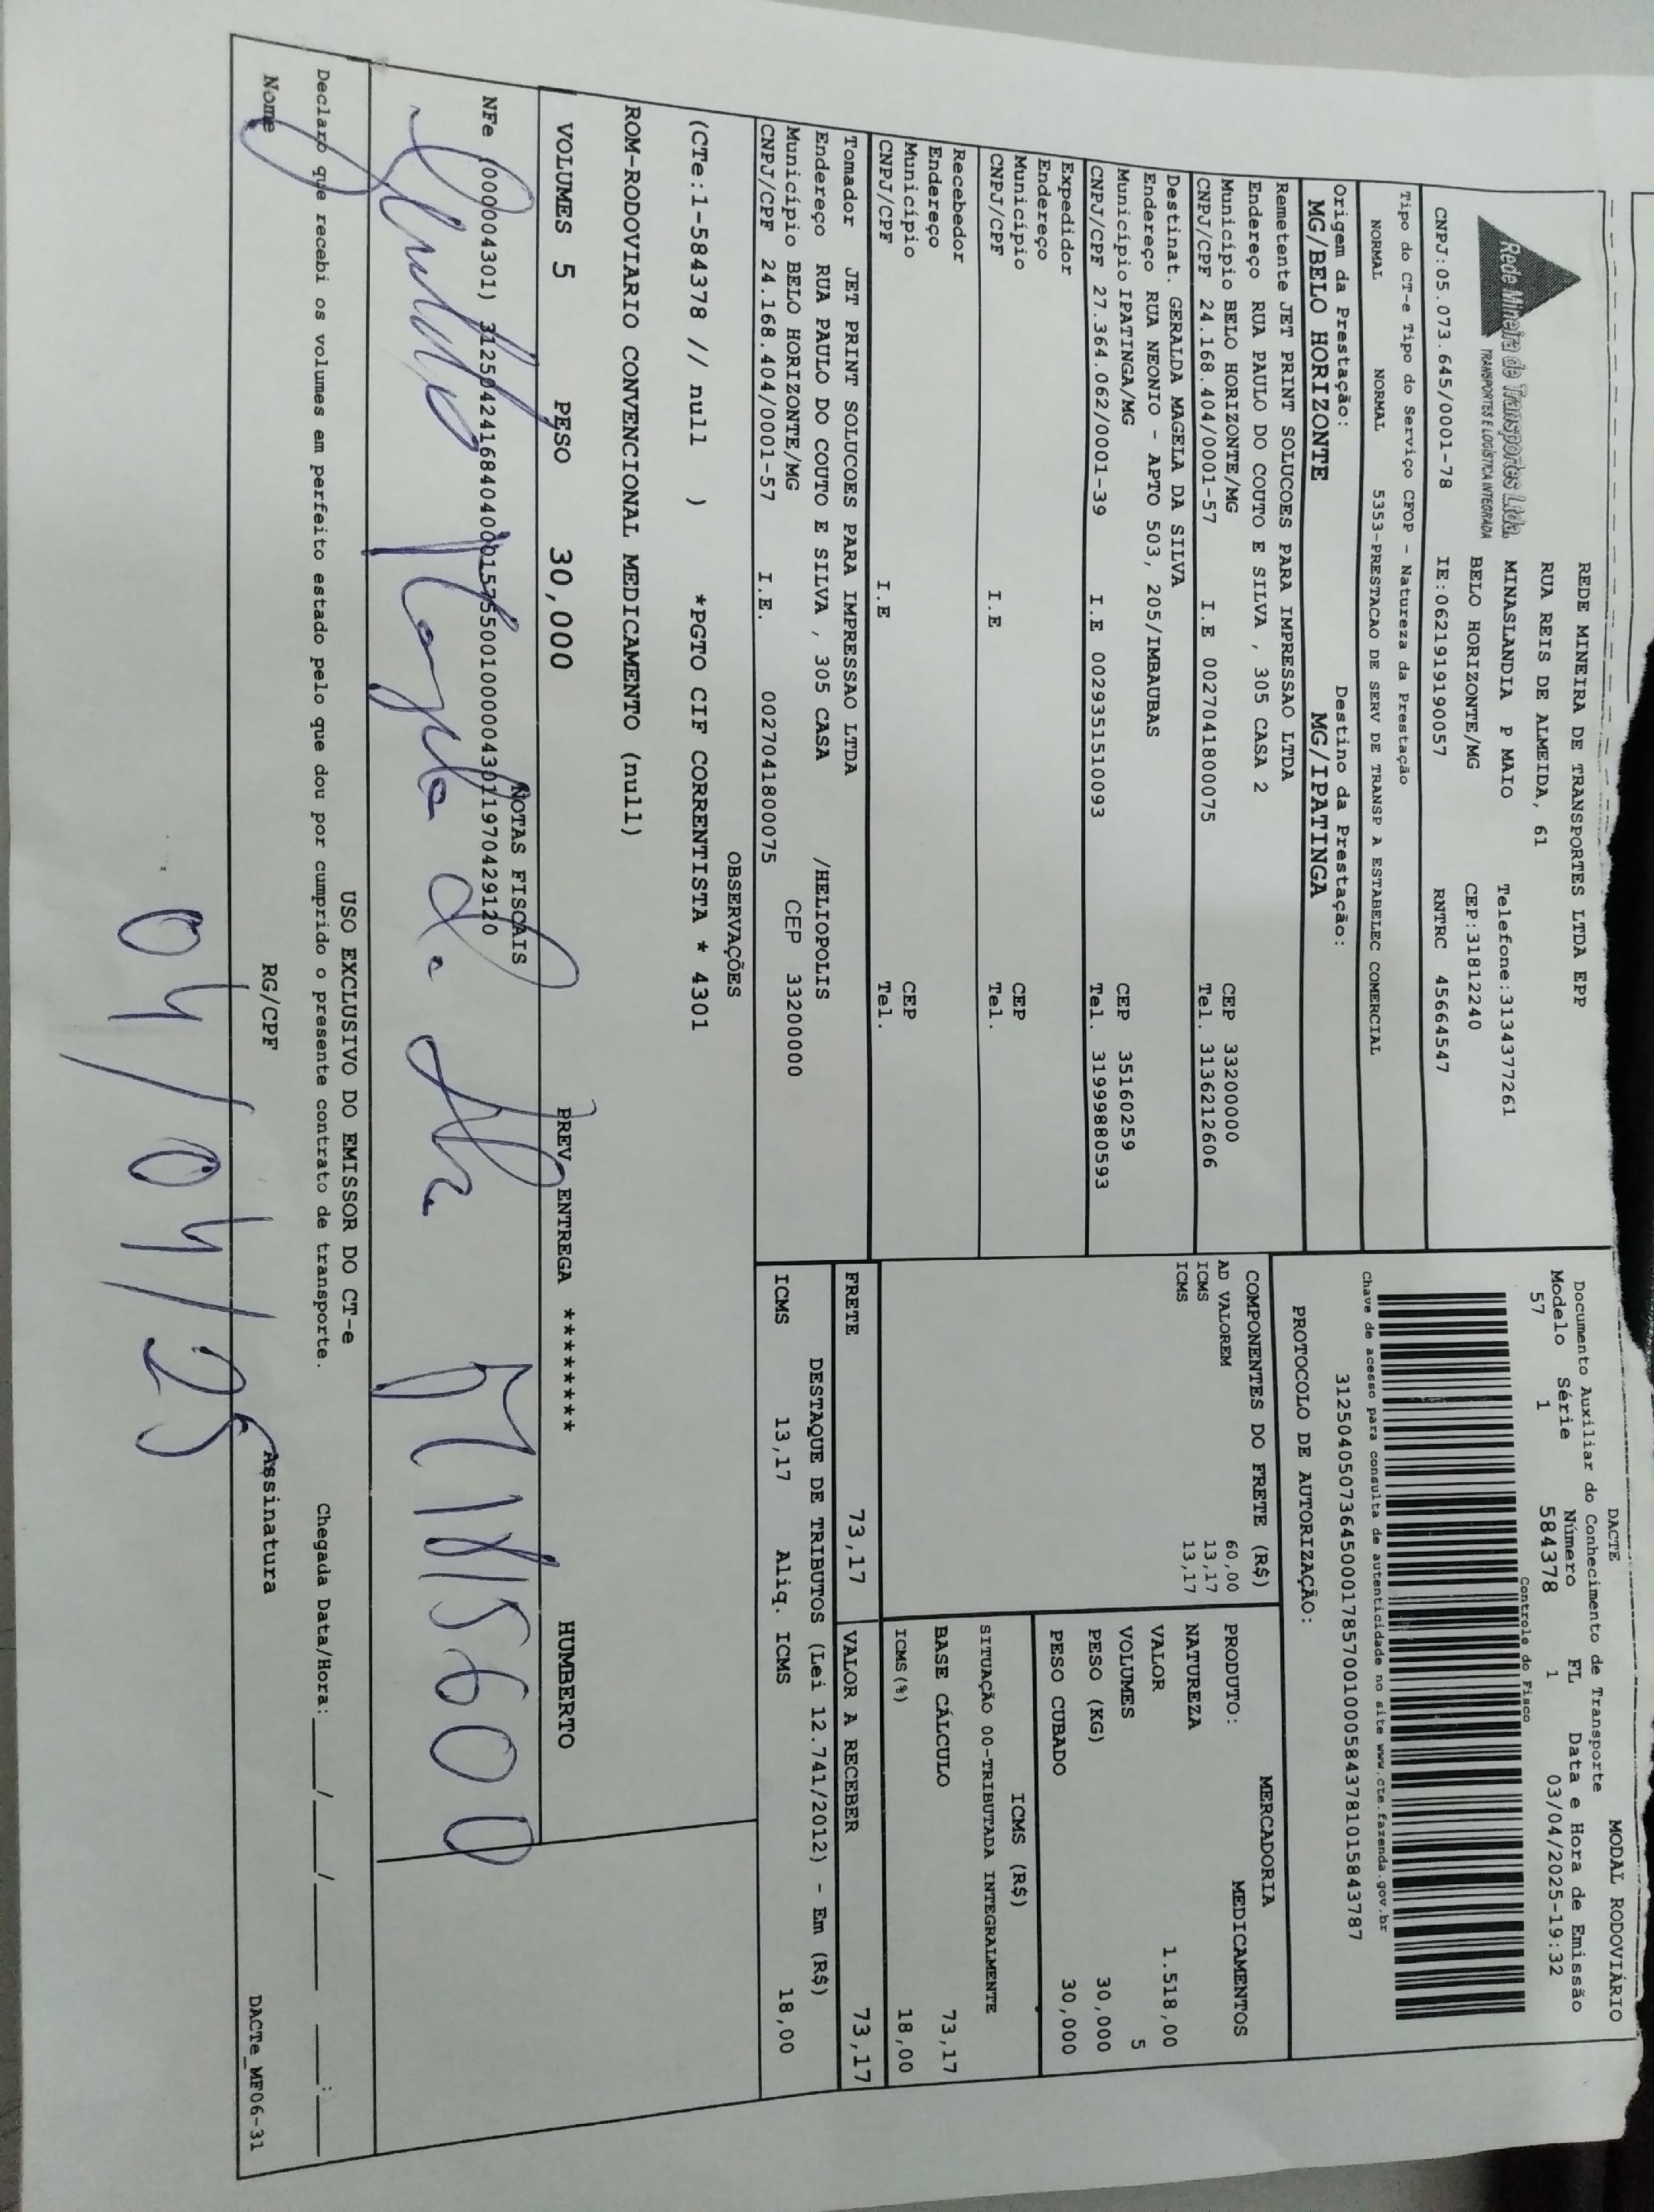 Rede Mineira de Transportes Ltda.
TRANSPORTES E LOGÍSTICA INTEGRADA
REDE MINEIRA DE TRANSPORTES LTDA EPP
RUA REIS DE ALMEIDA, 61
MINASLANDIA P MAIO Telefone:3134377261
BELO HORIZONTE/MG CEP:31812240
CNPJ:05.073.645/0001-78 IE:0621919190057 RNTRC 45664547
Tipo do CT-e Tipo do Serviço CFOP - Natureza da Prestação
NORMAL NORMAL 5353-PRESTACAO DE SERV DE TRANSP A ESTABELEC COMERCIAL
Origem da Prestação: Destino da Prestação:
MG/BELO HORIZONTE MG/IPATINGA
Remetente JET PRINT SOLUCOES PARA IMPRESSAO LTDA
Endereço RUA PAULO DO COUTO E SILVA , 305 CASA 2
Município BELO HORIZONTE/MG CEP 33200000
CNPJ/CPF 24.168.404/0001-57 I.E 0027041800075 Tel. 3136212606
Destinat. GERALDA MAGELA DA SILVA
Endereço RUA NEONIO - APTO 503, 205/IMBAUBAS
Município IPATINGA/MG CEP 35160259
CNPJ/CPF 27.364.062/0001-39 I.E 0029351510093 Tel. 31999880593
Expedidor
Endereço
Município CEP
CNPJ/CPF I.E Tel.
Recebedor
Endereço
Município CEP
CNPJ/CPF I.E Tel.
Tomador JET PRINT SOLUCOES PARA IMPRESSAO LTDA
Endereço RUA PAULO DO COUTO E SILVA , 305 CASA /HELIOPOLIS
Município BELO HORIZONTE/MG CEP 33200000
CNPJ/CPF 24.168.404/0001-57 I.E. 0027041800075
DACTE MODAL RODOVIÁRIO
Documento Auxiliar do Conhecimento de Transporte
Modelo Série Número FL Data e Hora de Emissão
57 1 584378 1 03/04/2025-19:32
Controle do Fisco
Chave de acesso para consulta de autenticidade no site www.cte.fazenda.gov.br
31250405073645000178570010005843781015843787
PROTOCOLO DE AUTORIZAÇÃO:
COMPONENTES DO FRETE (R$)
AD VALOREM 60,00
ICMS 13,17
ICMS 13,17
MERCADORIA
PRODUTO: MEDICAMENTOS
NATUREZA
VALOR 1.518,00
VOLUMES 5
PESO (KG) 30,000
PESO CUBADO 30,000
ICMS (R$)
SITUAÇÃO 00-TRIBUTADA INTEGRALMENTE
BASE CÁLCULO 73,17
ICMS(%) 18,00
FRETE 73,17 VALOR A RECEBER 73,17
DESTAQUE DE TRIBUTOS (Lei 12.741/2012) - Em (R$)
ICMS 13,17 Aliq. ICMS 18,00
OBSERVAÇÕES
(CTe:1-584378 // null ) *PGTO CIF CORRENTISTA * 4301
ROM-RODOVIARIO CONVENCIONAL MEDICAMENTO (null)
VOLUMES 5 PESO 30,000 PREV ENTREGA ******** HUMBERTO
NOTAS FISCAIS
NFe (000004301) 31250424168404000157550010000043011970429120
USO EXCLUSIVO DO EMISSOR DO CT-e
Declaro que recebi os volumes em perfeito estado pelo que dou por cumprido o presente contrato de transporte. Chegada Data/Hora:____/____/____ ___:___
Nome RG/CPF Assinatura
04/04/25
DACTe_MF06-31